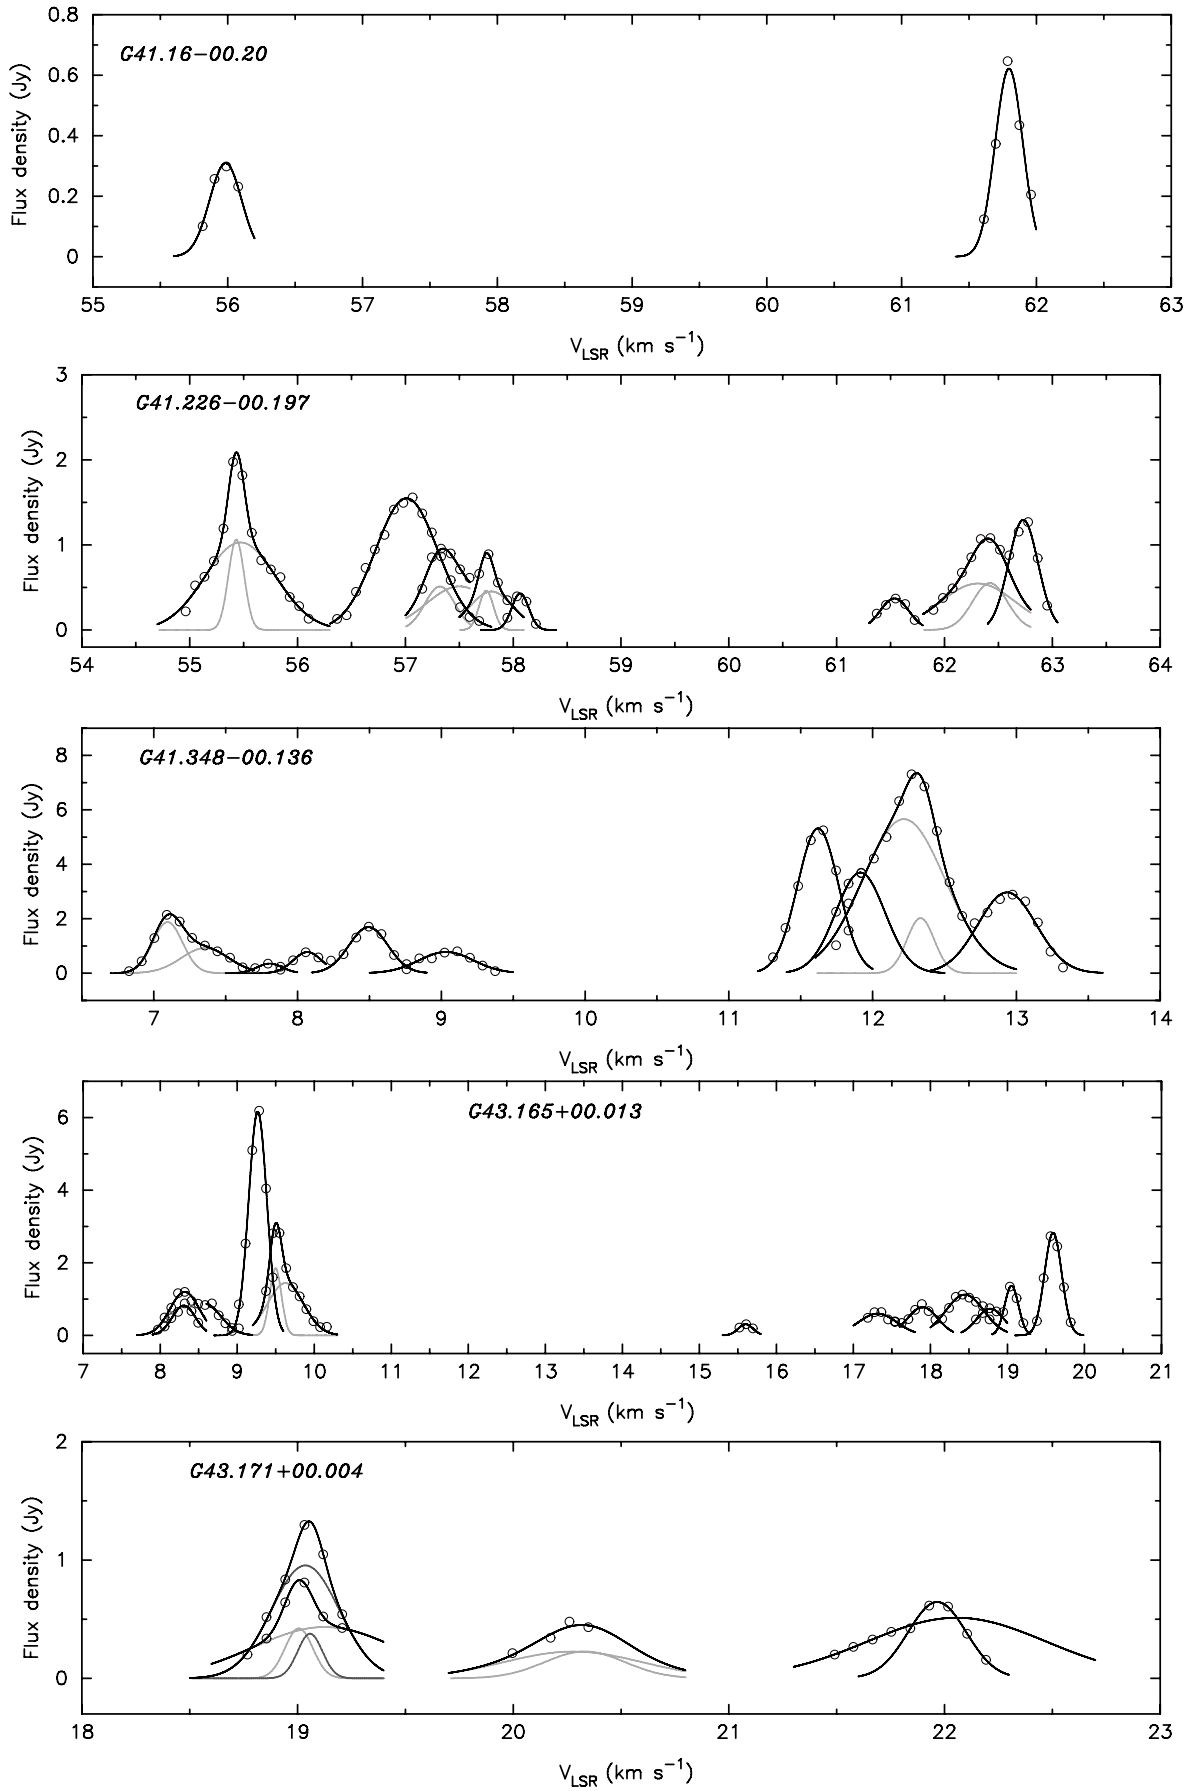 0.8
G41.16−00.20
0.6
0.4
0.2
0
Flux density (Jy)
55 56 57 58 59 60 61 62 63
V_LSR (km s⁻¹)
3
G41.226−00.197
2
1
0
Flux density (Jy)
54 55 56 57 58 59 60 61 62 63 64
V_LSR (km s⁻¹)
8
G41.348−00.136
6
4
2
0
Flux density (Jy)
7 8 9 10 11 12 13 14
V_LSR (km s⁻¹)
G43.165+00.013
6
4
2
0
Flux density (Jy)
7 8 9 10 11 12 13 14 15 16 17 18 19 20 21
V_LSR (km s⁻¹)
2
G43.171+00.004
1
0
Flux density (Jy)
18 19 20 21 22 23
V_LSR (km s⁻¹)